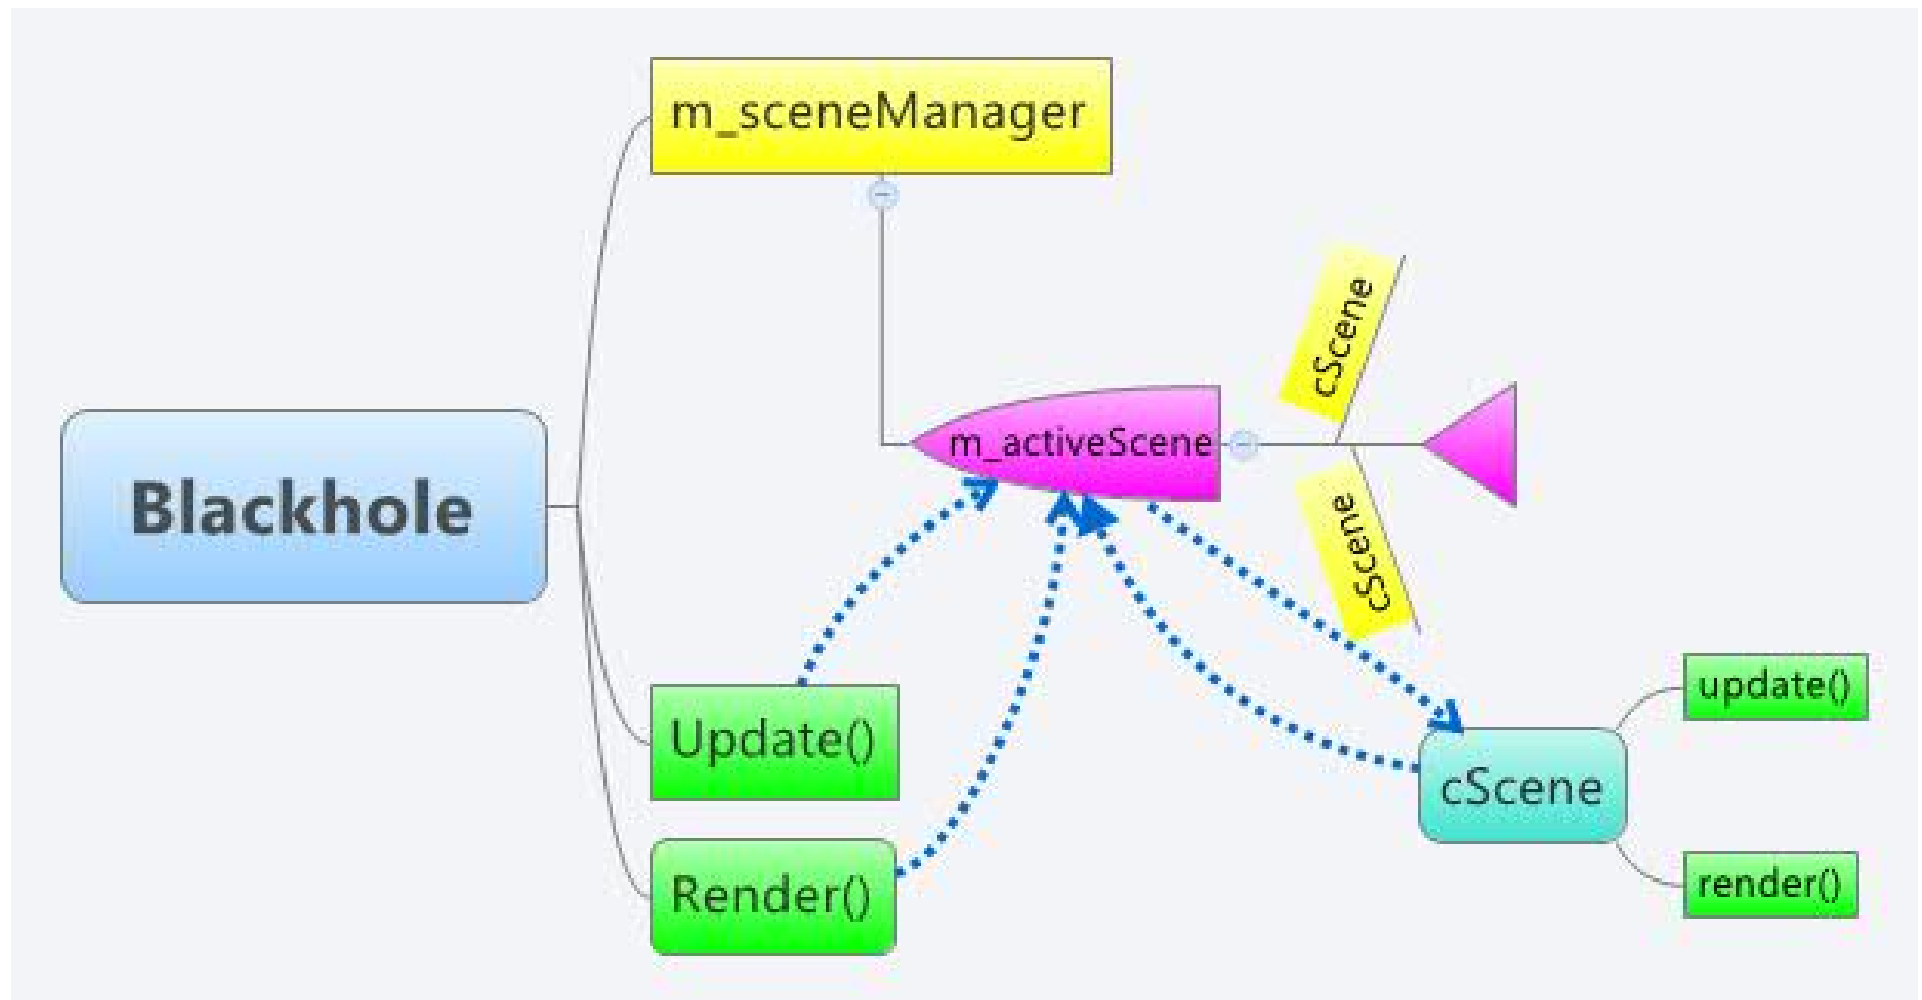 m_sceneManager
cScene
m_activeScene
Blackhole
cScene
update()
Update()
cScene
Render()
render()